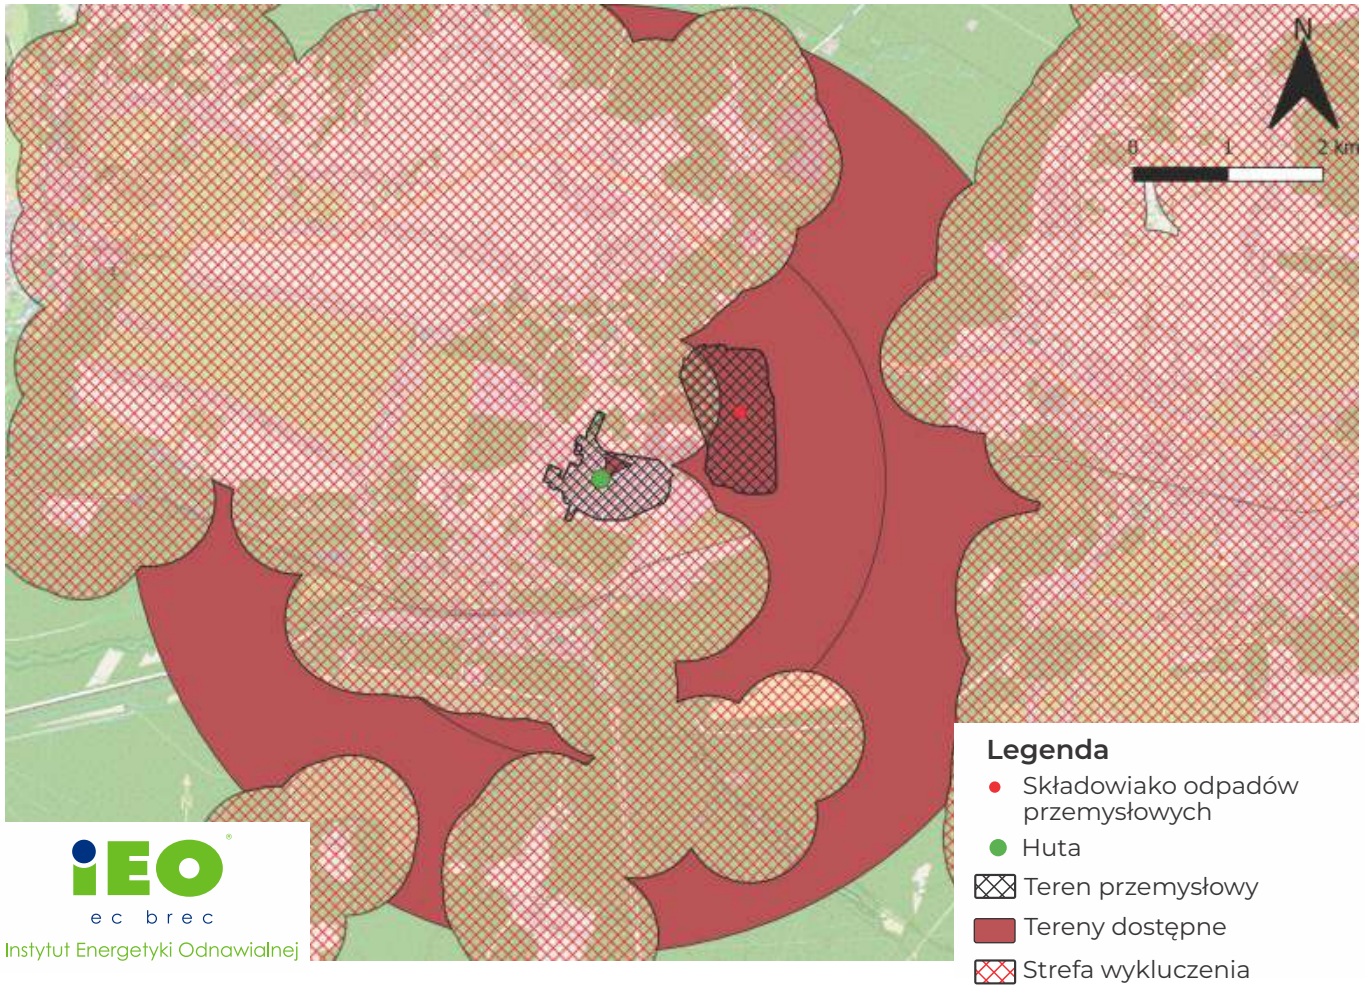 N
0 1 2 km
Legenda
Składowiako odpadów
przemysłowych
Huta
Teren przemysłowy
Tereny dostępne
Strefa wykluczenia
iEO®
ec brec
Instytut Energetyki Odnawialnej